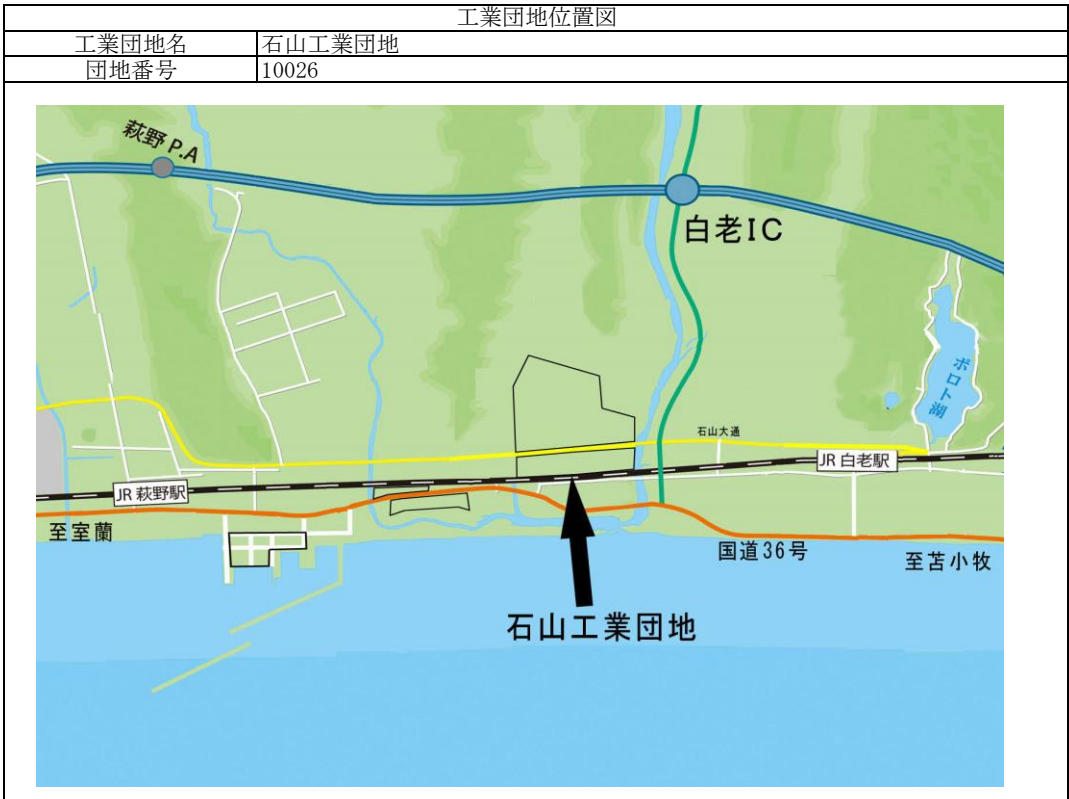 工業団地位置図
工業団地名
石山工業団地
団地番号
10026
萩野P.A
白老IC
ポロト湖
石山大通
JR 白老駅
JR 萩野駅
至室蘭
国道36号
至苫小牧
石山工業団地